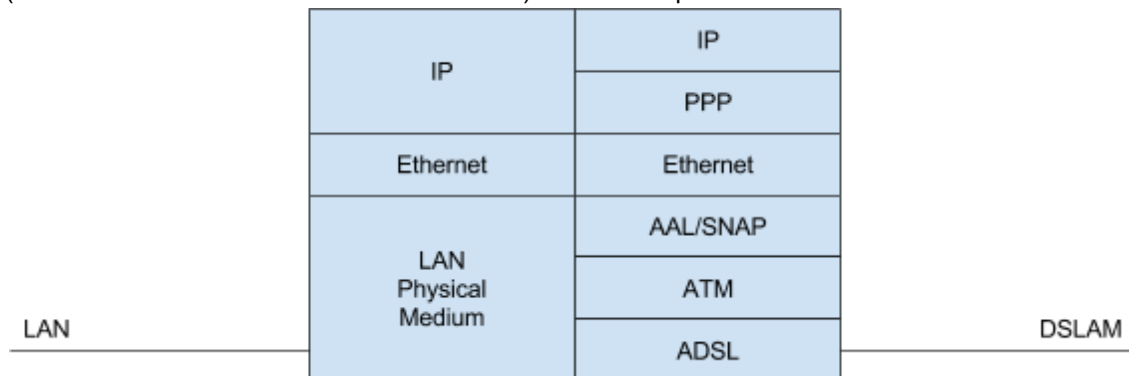 IP
IP
PPP
Ethernet
Ethernet
AAL/SNAP
LAN
Physical
Medium
ATM
ADSL
LAN
DSLAM